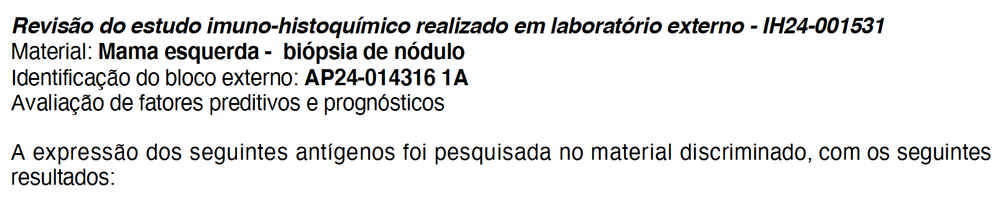 Revisão do estudo imuno-histoquímico realizado em laboratório externo - IH24-001531
Material: Mama esquerda - biópsia de nódulo
Identificação do bloco externo: AP24-014316 1A
Avaliação de fatores preditivos e prognósticos
A expressão dos seguintes antígenos foi pesquisada no material discriminado, com os seguintes
resultados: